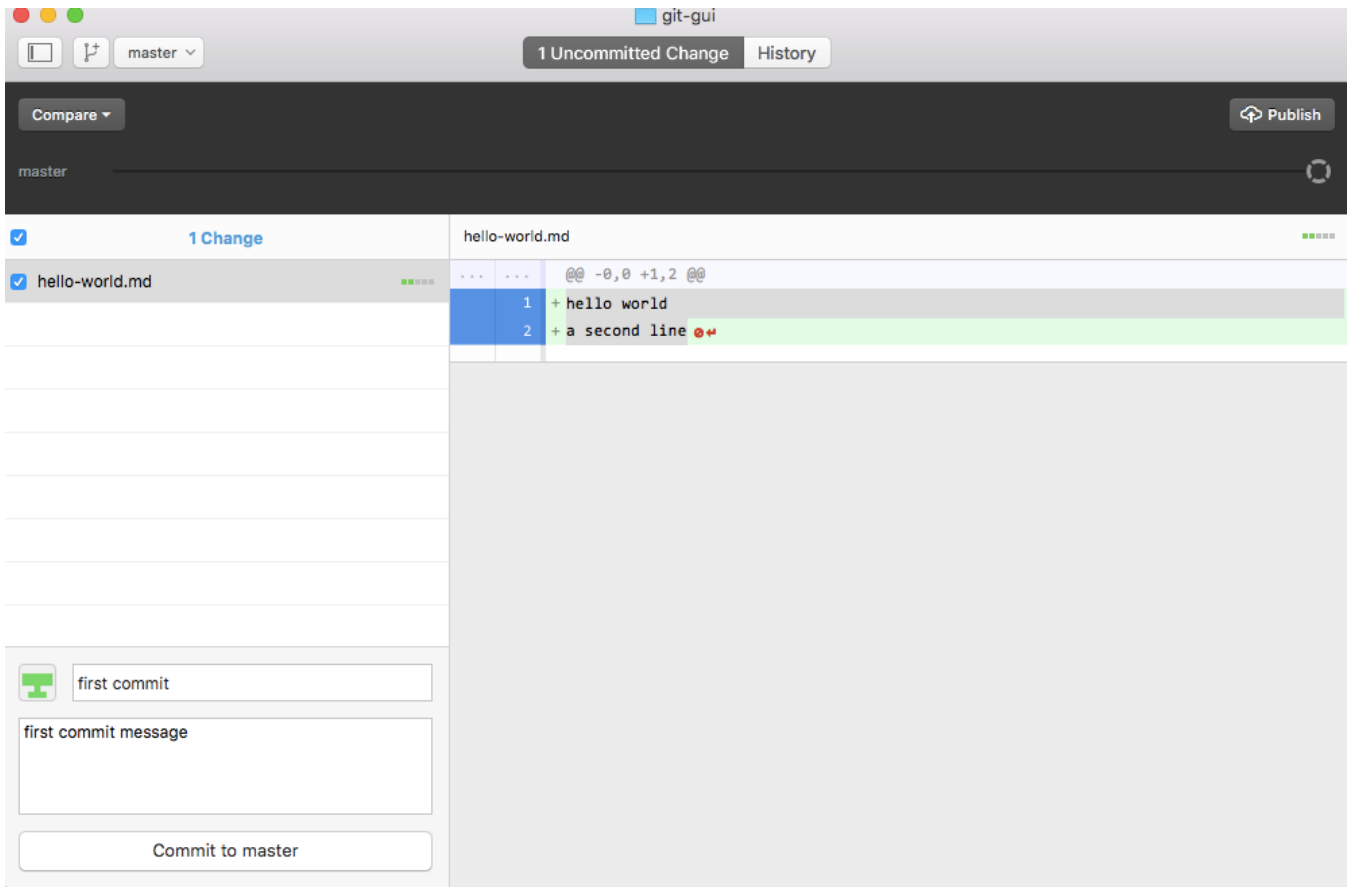 git-gui
master
1 Uncommitted Change History
Compare
Publish
master
1 Change
hello-world.md
hello-world.md
... ... @@ -0,0 +1,2 @@
1 +hello world
2 +a second line
first commit
first commit message
Commit to master